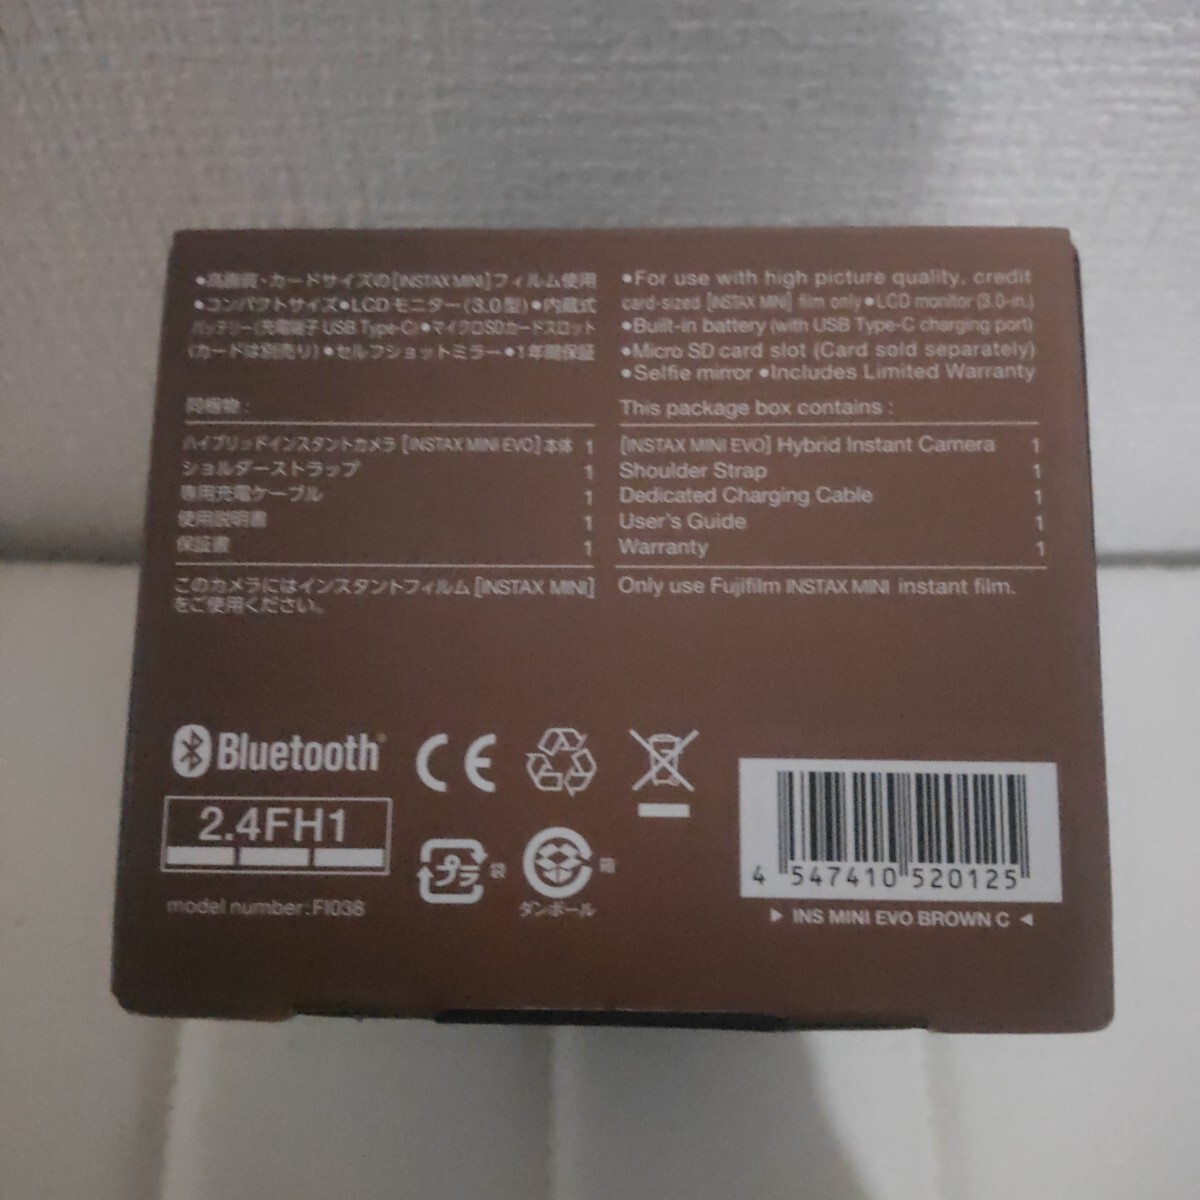 ●高画質・カードサイズの[INSTAX MINI]フィルム使用
●コンパクトサイズ●LCDモニター(3.0型)●内蔵式
バッテリー(充電端子 USB Type-C)●マイクロSDカードスロット
(カードは別売り)●セルフショットミラー●1年間保証
同梱物:
ハイブリッドインスタントカメラ [INSTAX MINI EVO] 本体 1
ショルダーストラップ 1
専用充電ケーブル 1
使用説明書 1
保証書 1
このカメラにはインスタントフィルム [INSTAX MINI]
をご使用ください。
●For use with high picture quality, credit
card-sized [INSTAX MINI] film only●LCD monitor (3.0-in.)
●Built-in battery (with USB Type-C charging port)
●Micro SD card slot (Card sold separately)
●Selfie mirror ●Includes Limited Warranty
This package box contains :
[INSTAX MINI EVO] Hybrid Instant Camera 1
Shoulder Strap 1
Dedicated Charging Cable 1
User's Guide 1
Warranty 1
Only use Fujifilm INSTAX MINI instant film.
Bluetooth®
CE
2.4FH1
model number:FI038
プラ 袋
箱
ダンボール
4 547410 520125
▶ INS MINI EVO BROWN C ◀